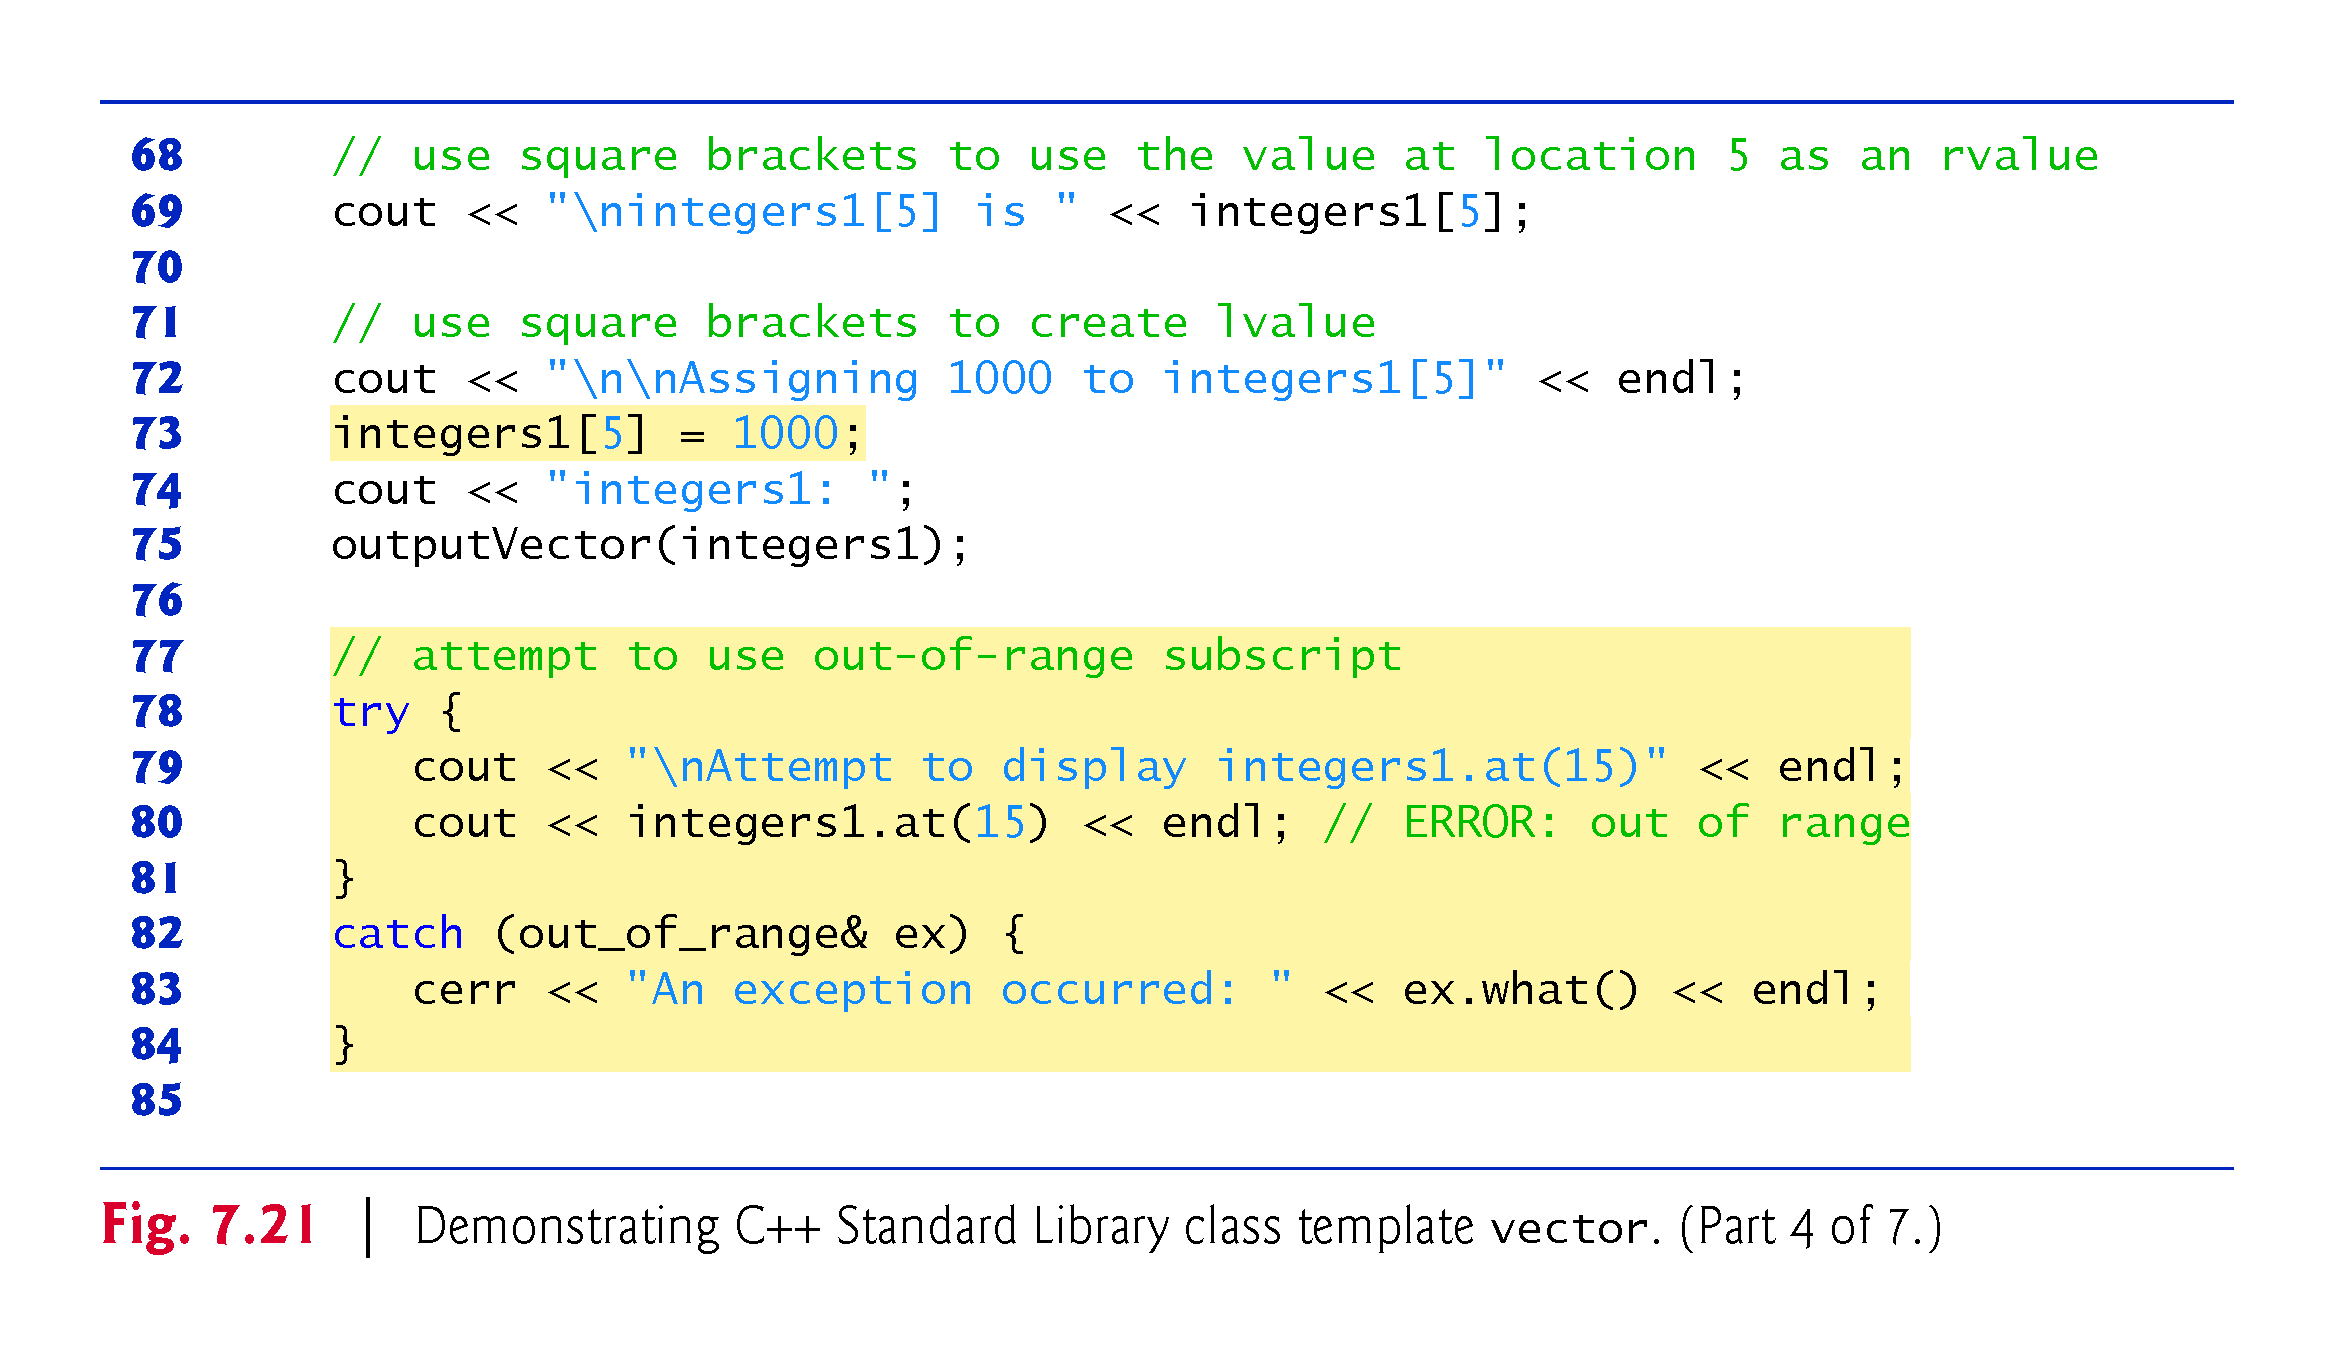 68 // use square brackets to use the value at location 5 as an rvalue
69 cout << "\nintegers1[5] is " << integers1[5];
70
71 // use square brackets to create lvalue
72 cout << "\n\nAssigning 1000 to integers1[5]" << endl;
73 integers1[5] = 1000;
74 cout << "integers1: ";
75 outputVector(integers1);
76
77 // attempt to use out-of-range subscript
78 try {
79    cout << "\nAttempt to display integers1.at(15)" << endl;
80    cout << integers1.at(15) << endl; // ERROR: out of range
81 }
82 catch (out_of_range& ex) {
83    cerr << "An exception occurred: " << ex.what() << endl;
84 }
85
Fig. 7.21 | Demonstrating C++ Standard Library class template vector. (Part 4 of 7.)